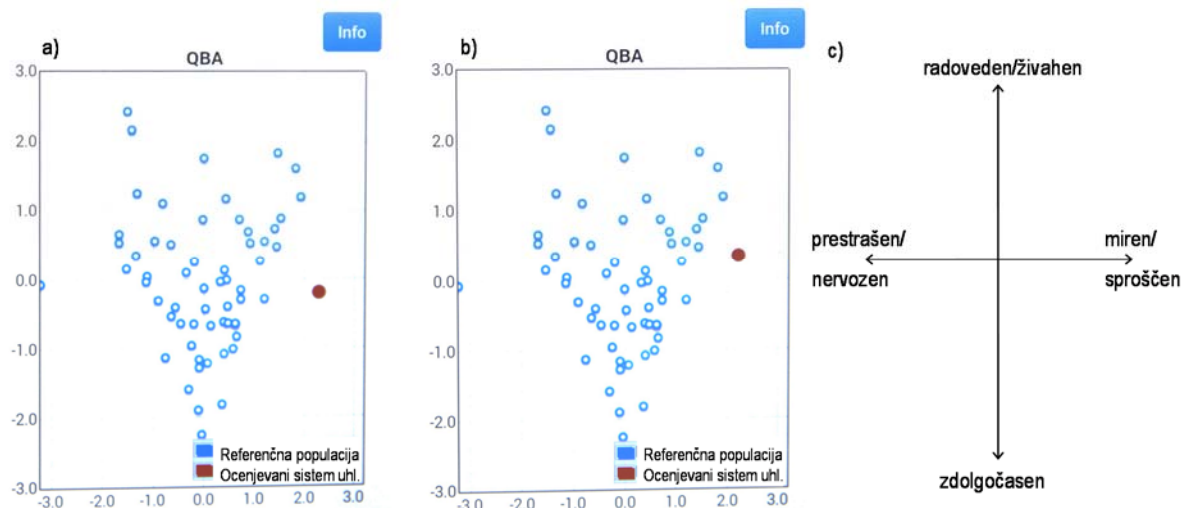 a)
Info
QBA
3.0
2.0
1.0
0.0
-1.0
-2.0
-3.0
-3.0 -2.0 -1.0 0.0 1.0 2.0 3.0
Referenčna populacija
Ocenjevani sistem uhl.
b)
Info
QBA
3.0
2.0
1.0
0.0
-1.0
-2.0
-3.0
-3.0 -2.0 -1.0 0.0 1.0 2.0 3.0
Referenčna populacija
Ocenjevani sistem uhl.
c)
radoveden/živahen
prestrašen/
nervozen
miren/
sproščen
zdolgočasen